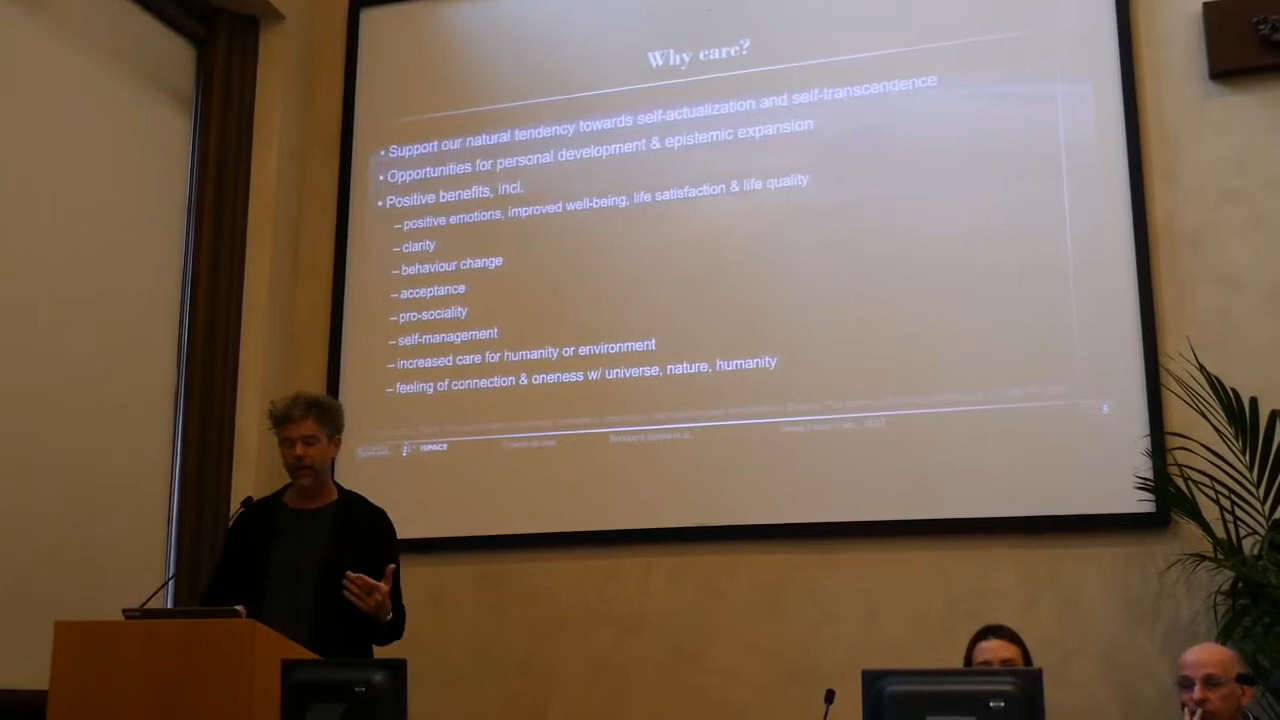 Why care?
• Support our natural tendency towards self-actualization and self-transcendence
• Opportunities for personal development & epistemic expansion
• Positive benefits, incl.
– positive emotions, improved well-being, life satisfaction & life quality
– clarity
– behaviour change
– acceptance
– pro-sociality
– self-management
– increased care for humanity or environment
– feeling of connection & oneness w/ universe, nature, humanity
5
iSPACE